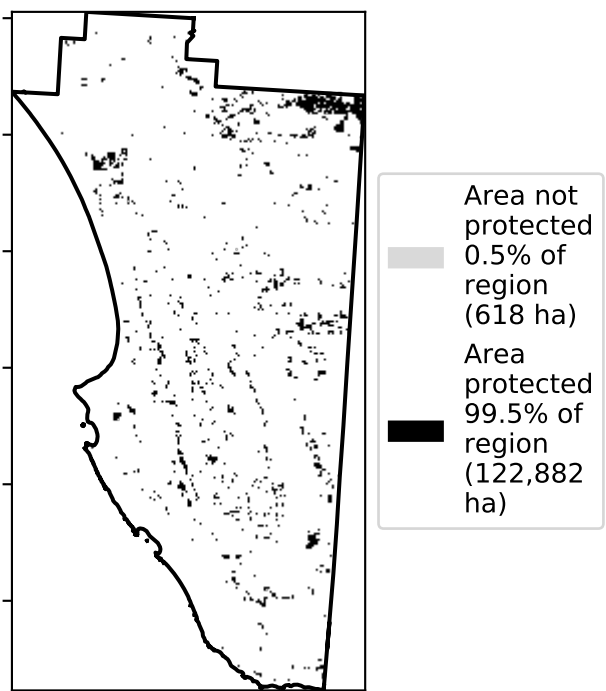 Area not
protected
0.5% of
region
(618 ha)
Area
protected
99.5% of
region
(122,882
ha)